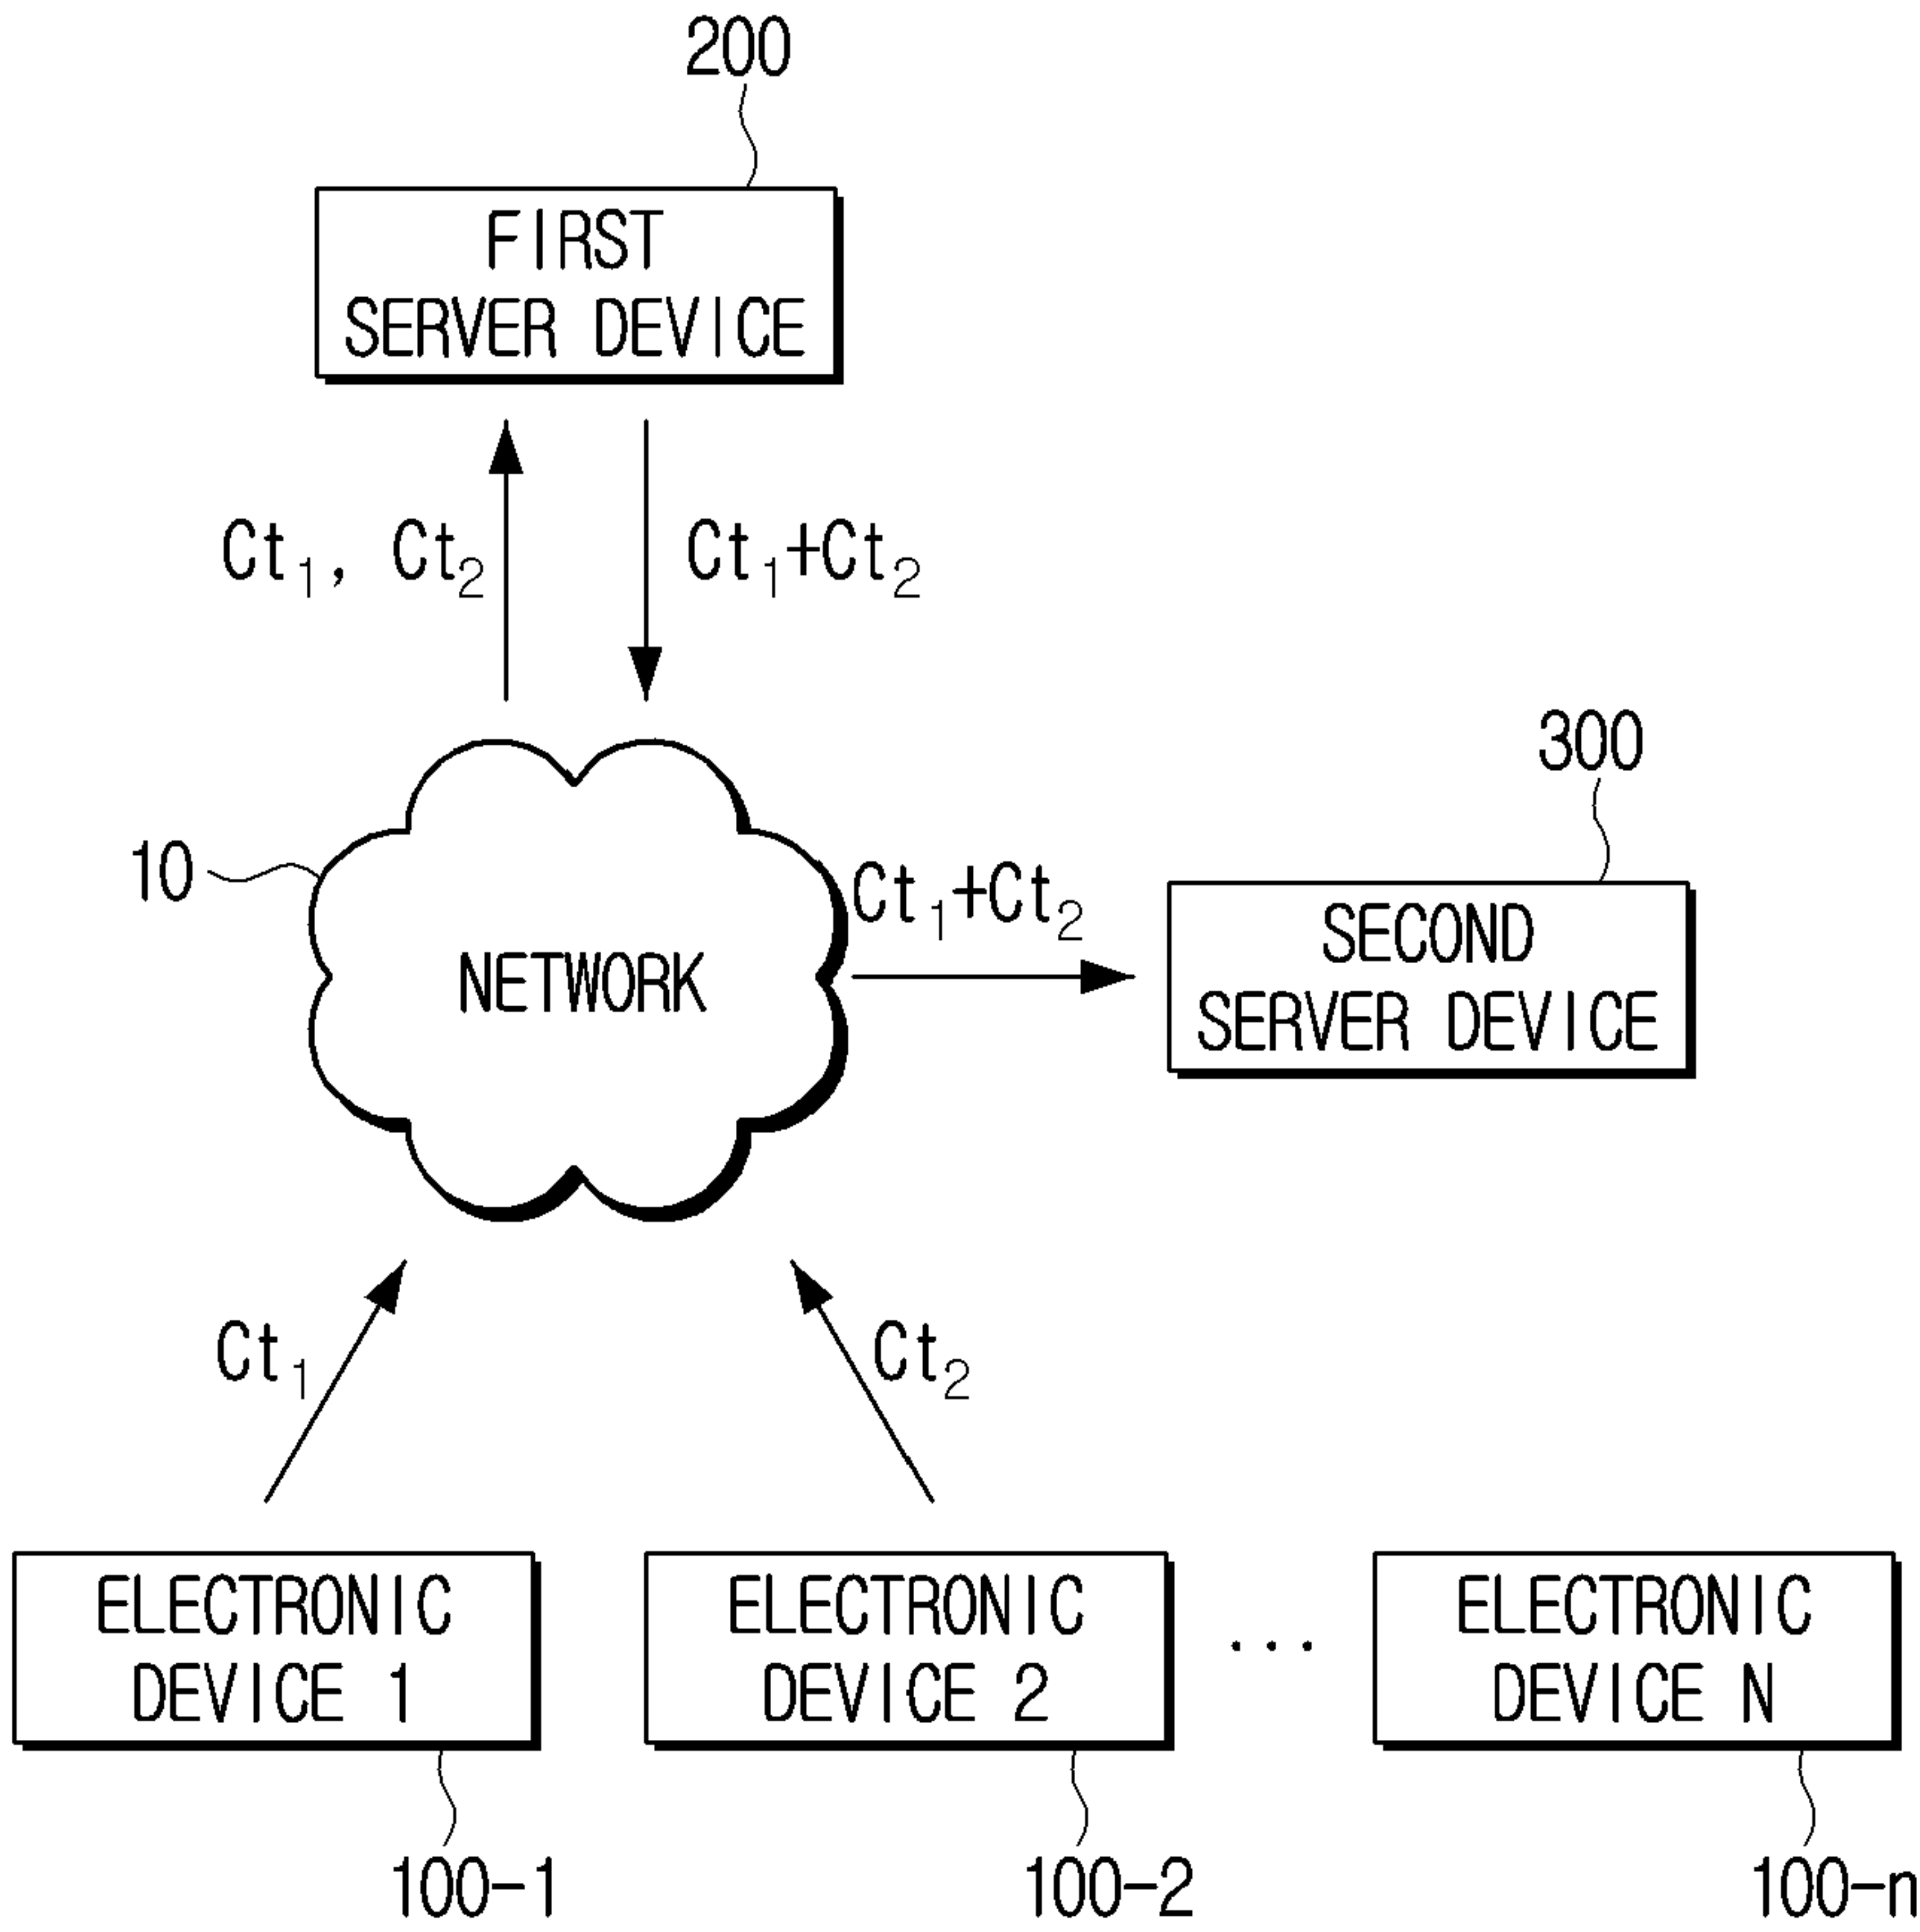 200
FIRST
SERVER DEVICE
Ct₁, Ct₂
Ct₁+Ct₂
300
10
Ct₁+Ct₂
SECOND
SERVER DEVICE
NETWORK
Ct₁
Ct₂
ELECTRONIC
DEVICE 1
ELECTRONIC
DEVICE 2
...
ELECTRONIC
DEVICE N
100-1
100-2
100-n